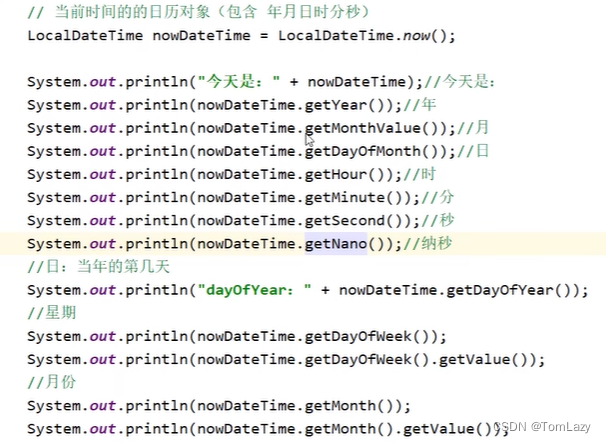 // 当前时间的的日历对象（包含 年月日时分秒）
LocalDateTime nowDateTime = LocalDateTime.now();
System.out.println("今天是：" + nowDateTime);//今天是：
System.out.println(nowDateTime.getYear());//年
System.out.println(nowDateTime.getMonthValue());//月
System.out.println(nowDateTime.getDayOfMonth());//日
System.out.println(nowDateTime.getHour());//时
System.out.println(nowDateTime.getMinute());//分
System.out.println(nowDateTime.getSecond());//秒
System.out.println(nowDateTime.getNano());//纳秒
//日：当年的第几天
System.out.println("dayOfYear：" + nowDateTime.getDayOfYear());
//星期
System.out.println(nowDateTime.getDayOfWeek());
System.out.println(nowDateTime.getDayOfWeek().getValue());
//月份
System.out.println(nowDateTime.getMonth());
System.out.println(nowDateTime.getMonth().getValue());
CSDN @TomLazy